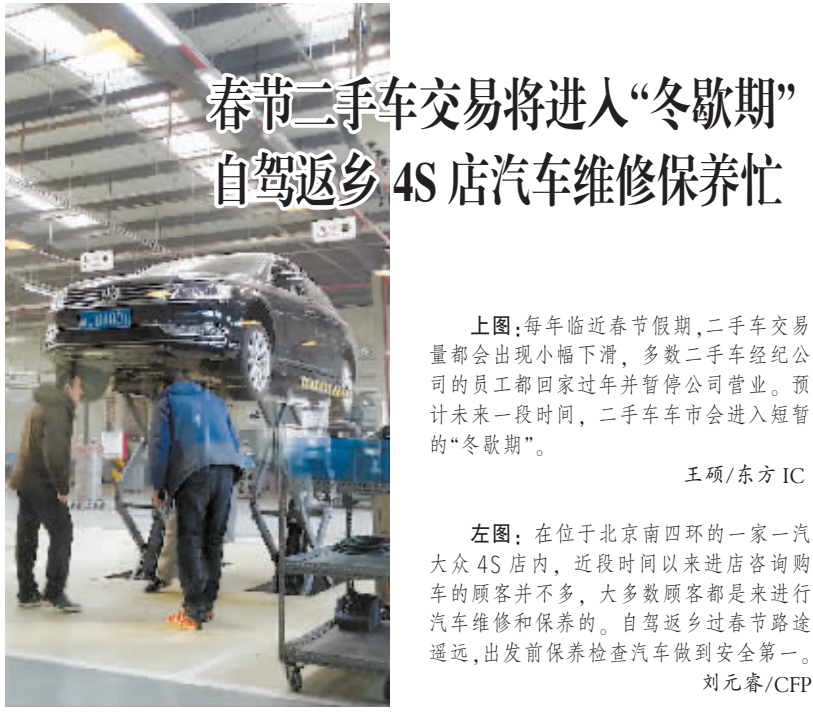 春节二手车交易将进入“冬歇期”
自驾返乡 4S 店汽车维修保养忙
上图:每年临近春节假期,二手车交易
量都会出现小幅下滑，多数二手车经纪公
司的员工都回家过年并暂停公司营业。预
计未来一段时间，二手车车市会进入短暂
的“冬歇期”。
王硕/东方 IC
左图：在位于北京南四环的一家一汽
大众 4S 店内，近段时间以来进店咨询购
车的顾客并不多，大多数顾客都是来进行
汽车维修和保养的。自驾返乡过春节路途
遥远,出发前保养检查汽车做到安全第一。
刘元睿/CFP